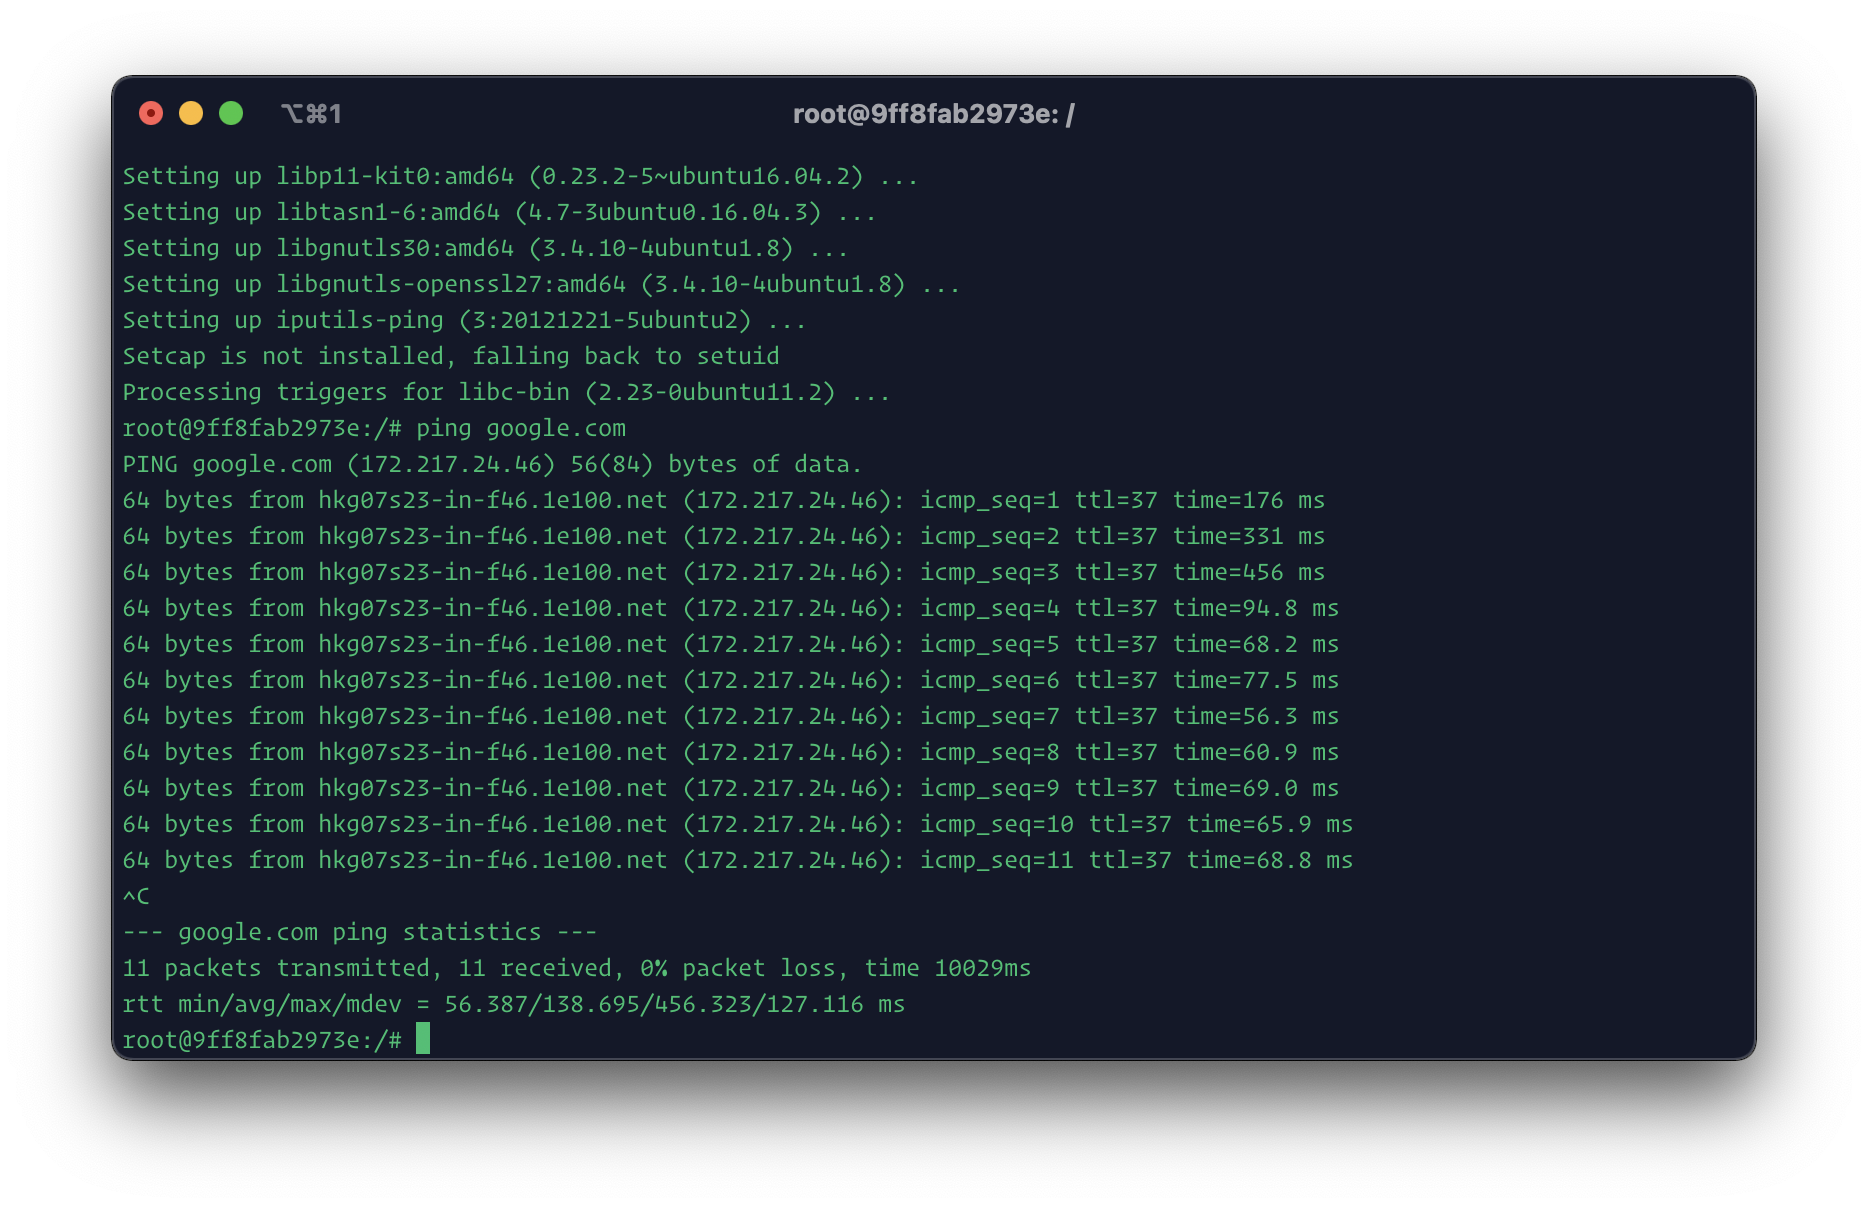 ⌥⌘1
root@9ff8fab2973e: /
Setting up libp11-kit0:amd64 (0.23.2-5~ubuntu16.04.2) ...
Setting up libtasn1-6:amd64 (4.7-3ubuntu0.16.04.3) ...
Setting up libgnutls30:amd64 (3.4.10-4ubuntu1.8) ...
Setting up libgnutls-openssl27:amd64 (3.4.10-4ubuntu1.8) ...
Setting up iputils-ping (3:20121221-5ubuntu2) ...
Setcap is not installed, falling back to setuid
Processing triggers for libc-bin (2.23-0ubuntu11.2) ...
root@9ff8fab2973e:/# ping google.com
PING google.com (172.217.24.46) 56(84) bytes of data.
64 bytes from hkg07s23-in-f46.1e100.net (172.217.24.46): icmp_seq=1 ttl=37 time=176 ms
64 bytes from hkg07s23-in-f46.1e100.net (172.217.24.46): icmp_seq=2 ttl=37 time=331 ms
64 bytes from hkg07s23-in-f46.1e100.net (172.217.24.46): icmp_seq=3 ttl=37 time=456 ms
64 bytes from hkg07s23-in-f46.1e100.net (172.217.24.46): icmp_seq=4 ttl=37 time=94.8 ms
64 bytes from hkg07s23-in-f46.1e100.net (172.217.24.46): icmp_seq=5 ttl=37 time=68.2 ms
64 bytes from hkg07s23-in-f46.1e100.net (172.217.24.46): icmp_seq=6 ttl=37 time=77.5 ms
64 bytes from hkg07s23-in-f46.1e100.net (172.217.24.46): icmp_seq=7 ttl=37 time=56.3 ms
64 bytes from hkg07s23-in-f46.1e100.net (172.217.24.46): icmp_seq=8 ttl=37 time=60.9 ms
64 bytes from hkg07s23-in-f46.1e100.net (172.217.24.46): icmp_seq=9 ttl=37 time=69.0 ms
64 bytes from hkg07s23-in-f46.1e100.net (172.217.24.46): icmp_seq=10 ttl=37 time=65.9 ms
64 bytes from hkg07s23-in-f46.1e100.net (172.217.24.46): icmp_seq=11 ttl=37 time=68.8 ms
^C
--- google.com ping statistics ---
11 packets transmitted, 11 received, 0% packet loss, time 10029ms
rtt min/avg/max/mdev = 56.387/138.695/456.323/127.116 ms
root@9ff8fab2973e:/#